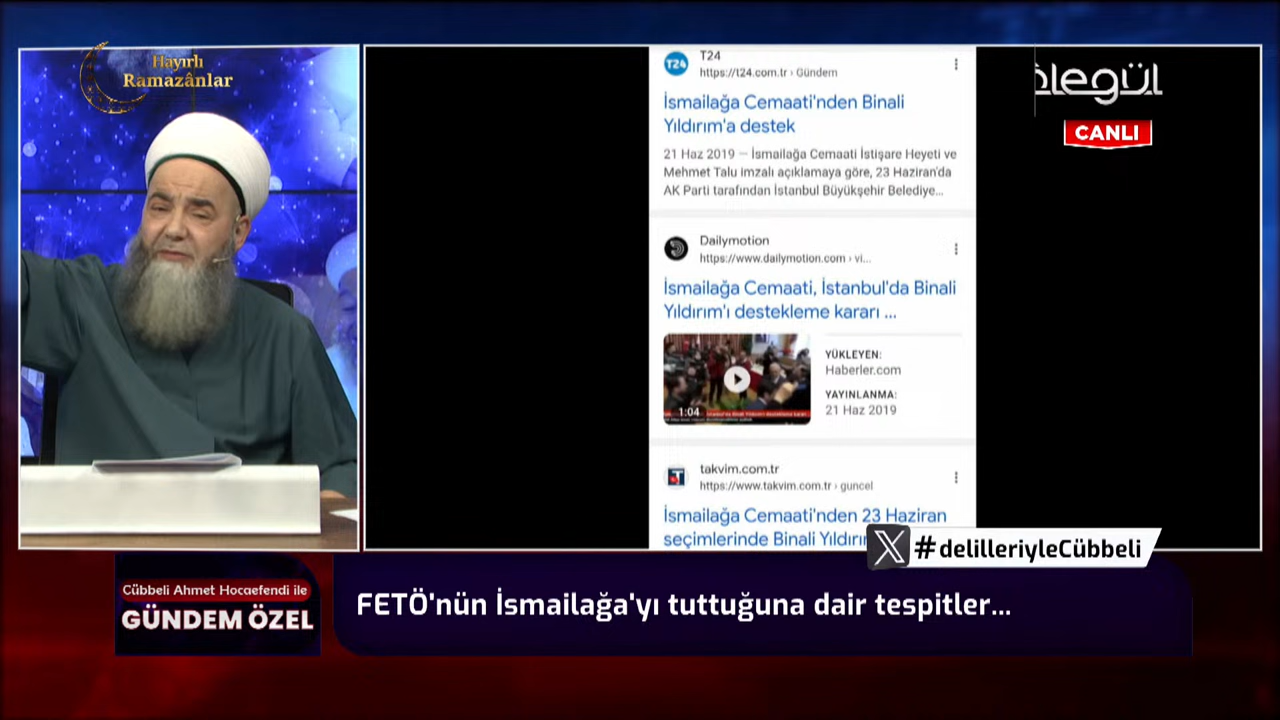 Hayırlı
Ramazânlar
T24
https://t24.com.tr › Gündem
İsmailağa Cemaati'nden Binali
Yıldırım'a destek
21 Haz 2019 — İsmailağa Cemaati İstişare Heyeti ve
Mehmet Talu imzalı açıklamaya göre, 23 Haziran'da
AK Parti tarafından İstanbul Büyükşehir Belediye...
Dailymotion
https://www.dailymotion.com › vi...
İsmailağa Cemaati, İstanbul'da Binali
Yıldırım'ı destekleme kararı ...
1:04
YÜKLEYEN:
Haberler.com
YAYINLANMA:
21 Haz 2019
takvim.com.tr
https://www.takvim.com.tr › guncel
İsmailağa Cemaati'nden 23 Haziran
seçimlerinde Binali Yıldırı
lâlegül
CANLI
#delilleriyleCübbeli
Cübbeli Ahmet Hocaefendi ile
GÜNDEM ÖZEL
FETÖ'nün İsmailağa'yı tuttuğuna dair tespitler...